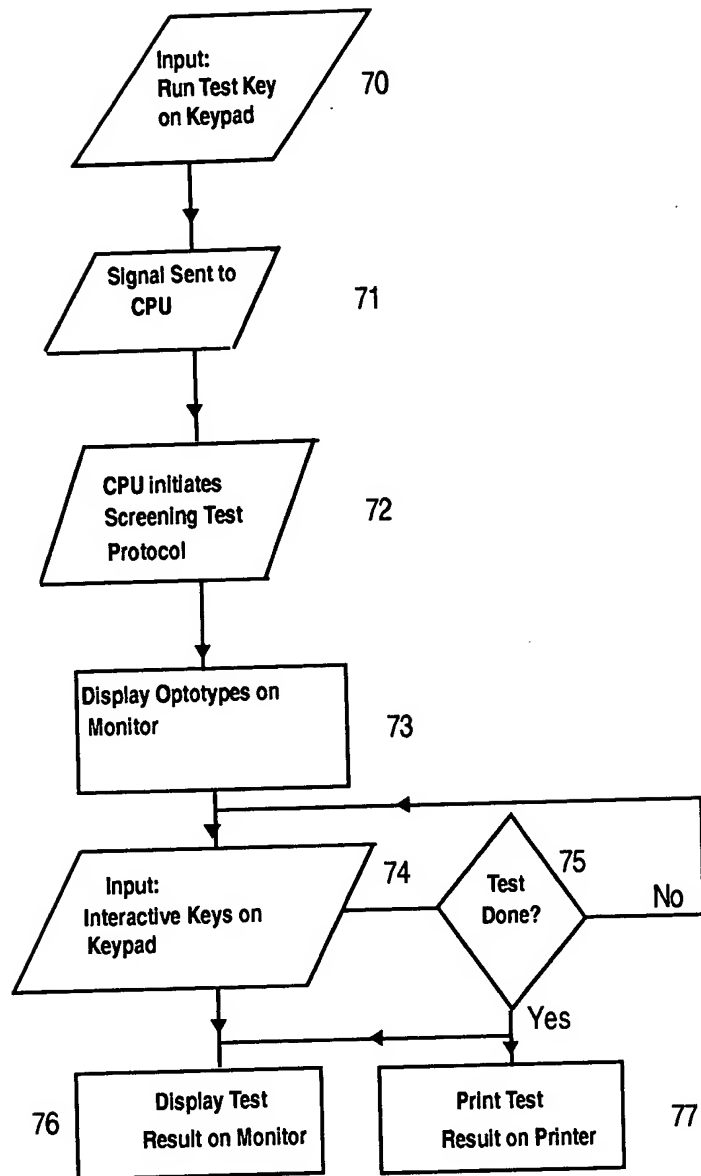 Input:
Run Test Key
on Keypad
70
Signal Sent to
CPU
71
CPU initiates
Screening Test
Protocol
72
Display Optotypes on
Monitor
73
Input:
Interactive Keys on
Keypad
74
Test
Done?
75
No
Yes
76
Display Test
Result on Monitor
Print Test
Result on Printer
77